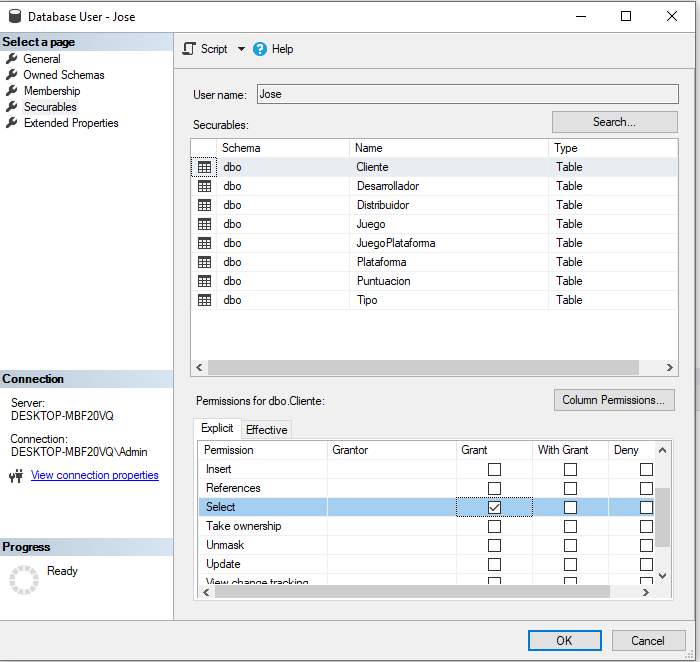 Database User - Jose
Select a page
General
Owned Schemas
Membership
Securables
Extended Properties
Connection
Server:
DESKTOP-MBF20VQ
Connection:
DESKTOP-MBF20VQ\Admin
View connection properties
Progress
Ready
Script
Help
User name: Jose
Securables: Search...
Schema Name Type
dbo Cliente Table
dbo Desarrollador Table
dbo Distribuidor Table
dbo Juego Table
dbo JuegoPlataforma Table
dbo Plataforma Table
dbo Puntuacion Table
dbo Tipo Table
Permissions for dbo.Cliente: Column Permissions...
Explicit Effective
Permission Grantor Grant With Grant Deny
Insert
References
Select
Take ownership
Unmask
Update
View change tracking
OK Cancel